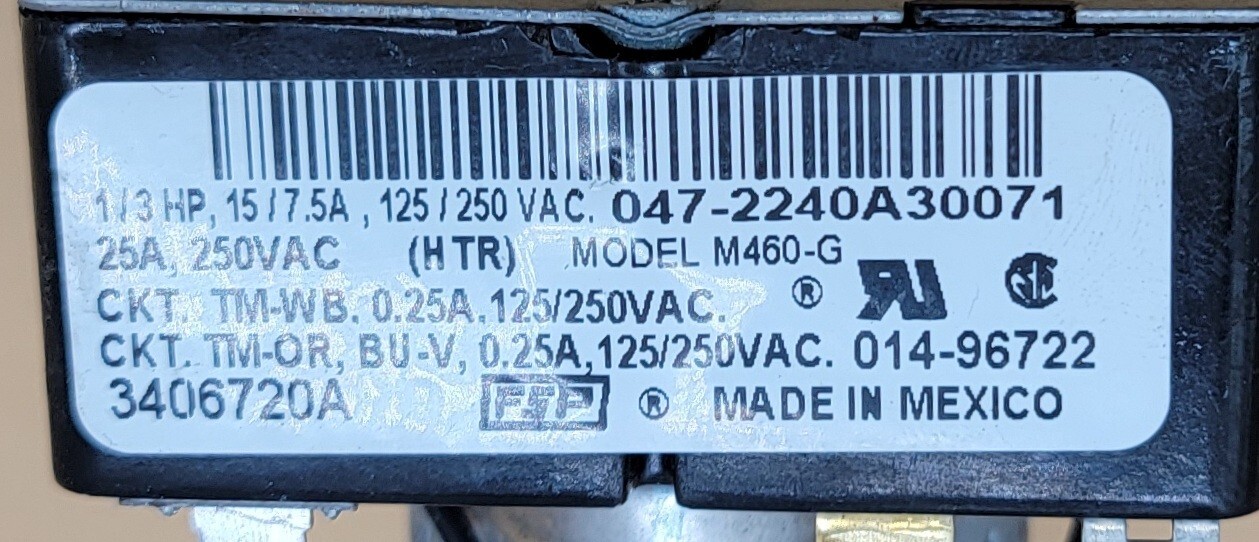 1/3 HP, 15/7.5A, 125/250 VAC. 047-2240A30071
25A, 250VAC (HTR) MODEL M460-G
CKT. TM-WB. 0.25A.125/250VAC. ®
CKT. TM-OR, BU-V, 0.25A,125/250VAC. 014-96722
3406720A FSP ® MADE IN MEXICO